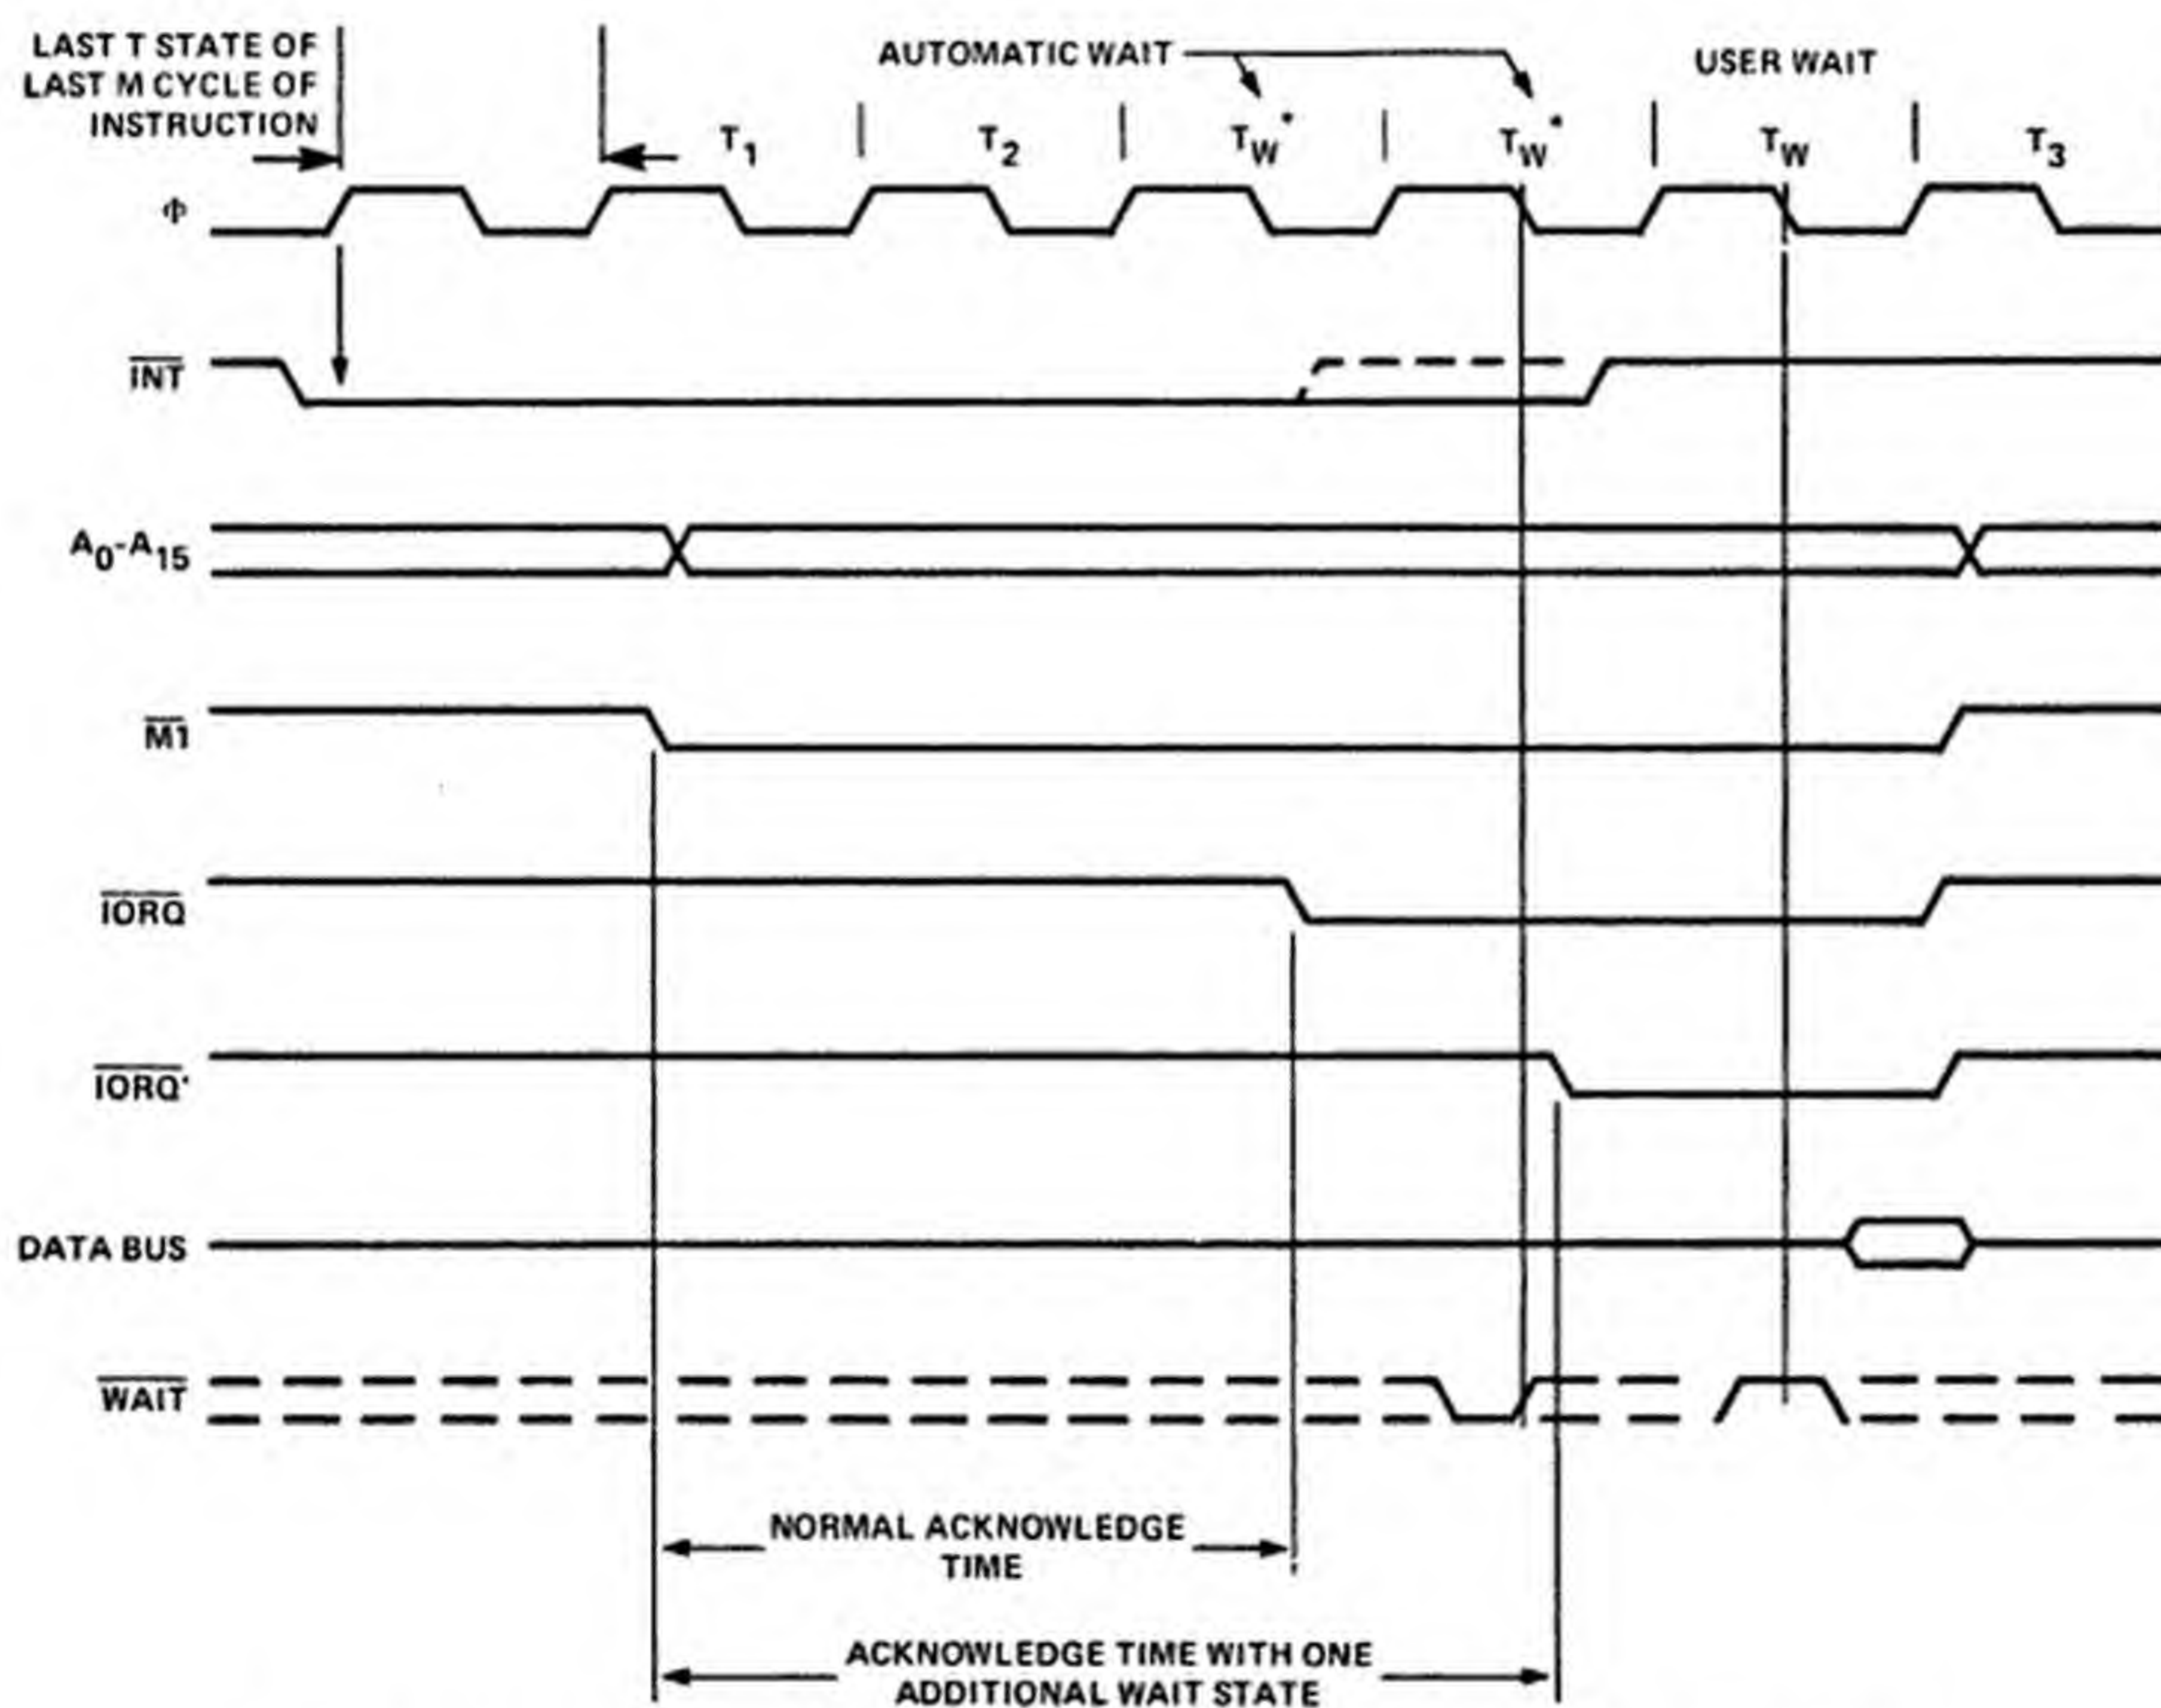 LAST T STATE OF
LAST M CYCLE OF
INSTRUCTION
AUTOMATIC WAIT
USER WAIT
T1 T2 TW* TW* TW T3
Φ
INT
A0-A15
M1
IORQ
IORQ*
DATA BUS
WAIT
NORMAL ACKNOWLEDGE
TIME
ACKNOWLEDGE TIME WITH ONE
ADDITIONAL WAIT STATE